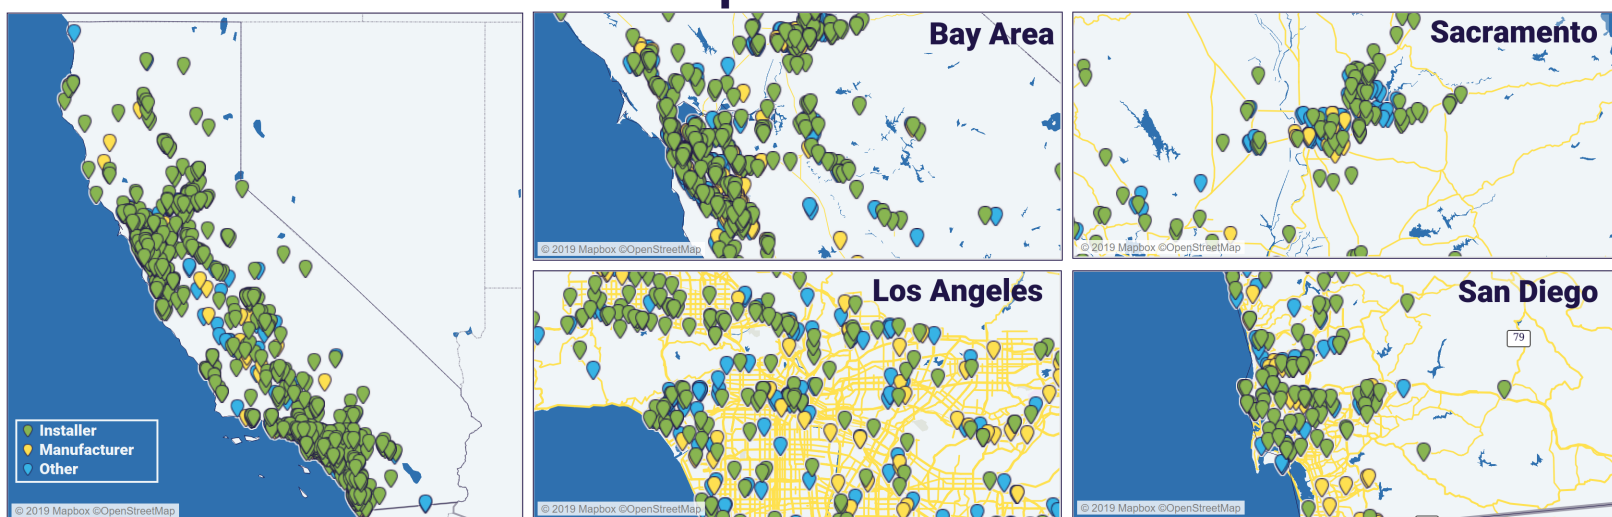 Installer
Manufacturer
Other
© 2019 Mapbox ©OpenStreetMap
Bay Area
© 2019 Mapbox ©OpenStreetMap
Sacramento
© 2019 Mapbox ©OpenStreetMap
Los Angeles
© 2019 Mapbox ©OpenStreetMap
San Diego
79
© 2019 Mapbox ©OpenStreetMap